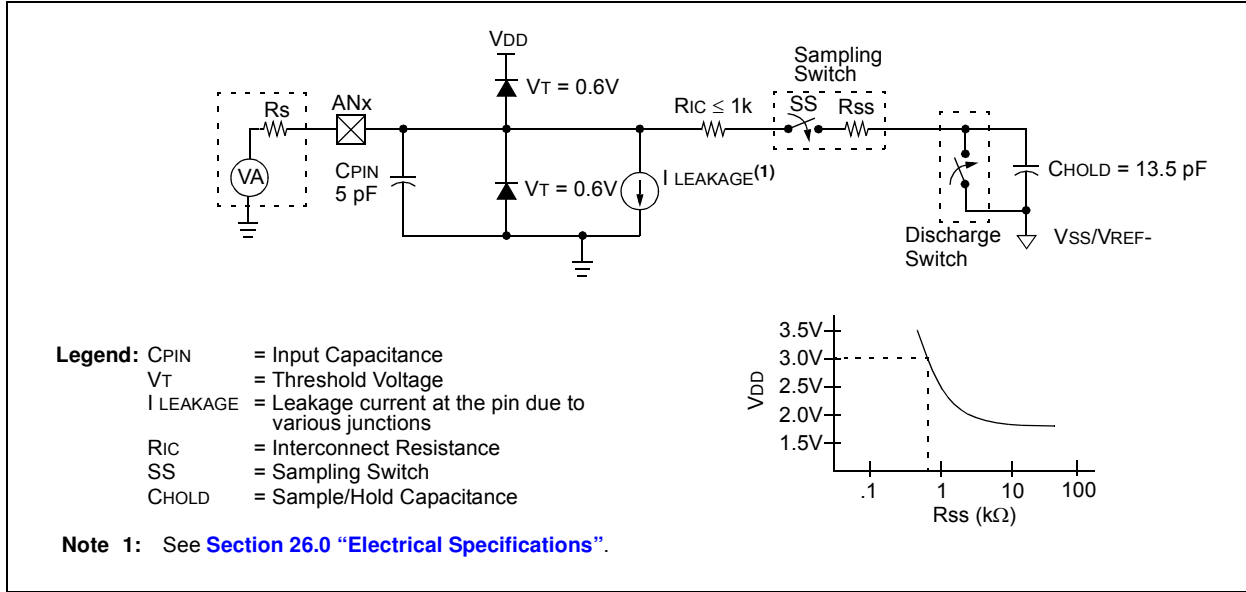 VDD
Sampling
Switch
VT = 0.6V
Rs
ANx
RIC ≤ 1k
SS
Rss
VA
CPIN
5 pF
VT = 0.6V
I LEAKAGE(1)
CHOLD = 13.5 pF
Discharge
Switch
VSS/VREF-
Legend: CPIN = Input Capacitance
VT = Threshold Voltage
I LEAKAGE = Leakage current at the pin due to
various junctions
RIC = Interconnect Resistance
SS = Sampling Switch
CHOLD = Sample/Hold Capacitance
3.5V
3.0V
2.5V
2.0V
1.5V
VDD
.1 1 10 100
Rss (kΩ)
Note 1: See Section 26.0 “Electrical Specifications”.